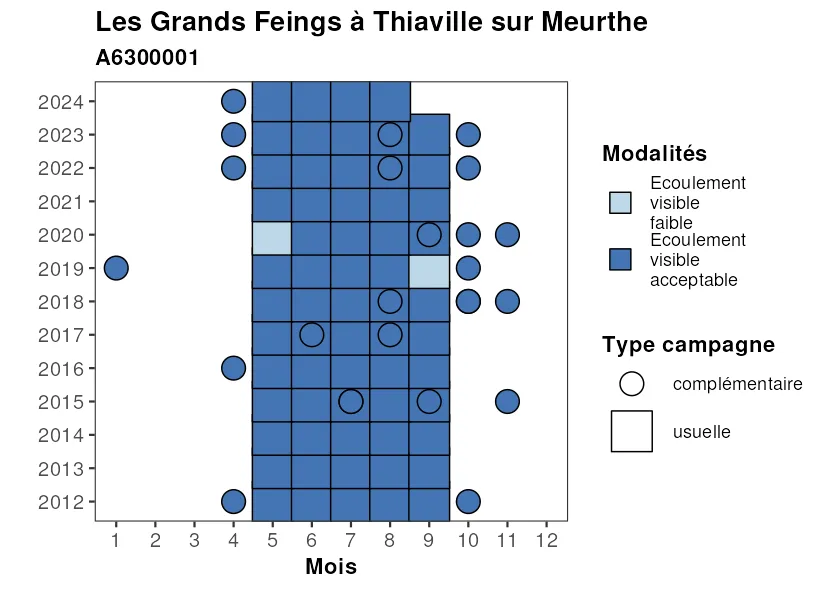 Les Grands Feings à Thiaville sur Meurthe
A6300001
2024
2023
2022
2021
2020
2019
2018
2017
2016
2015
2014
2013
2012
1 2 3 4 5 6 7 8 9 10 11 12
Mois
Modalités
Ecoulement
visible
faible
Ecoulement
visible
acceptable
Type campagne
complémentaire
usuelle